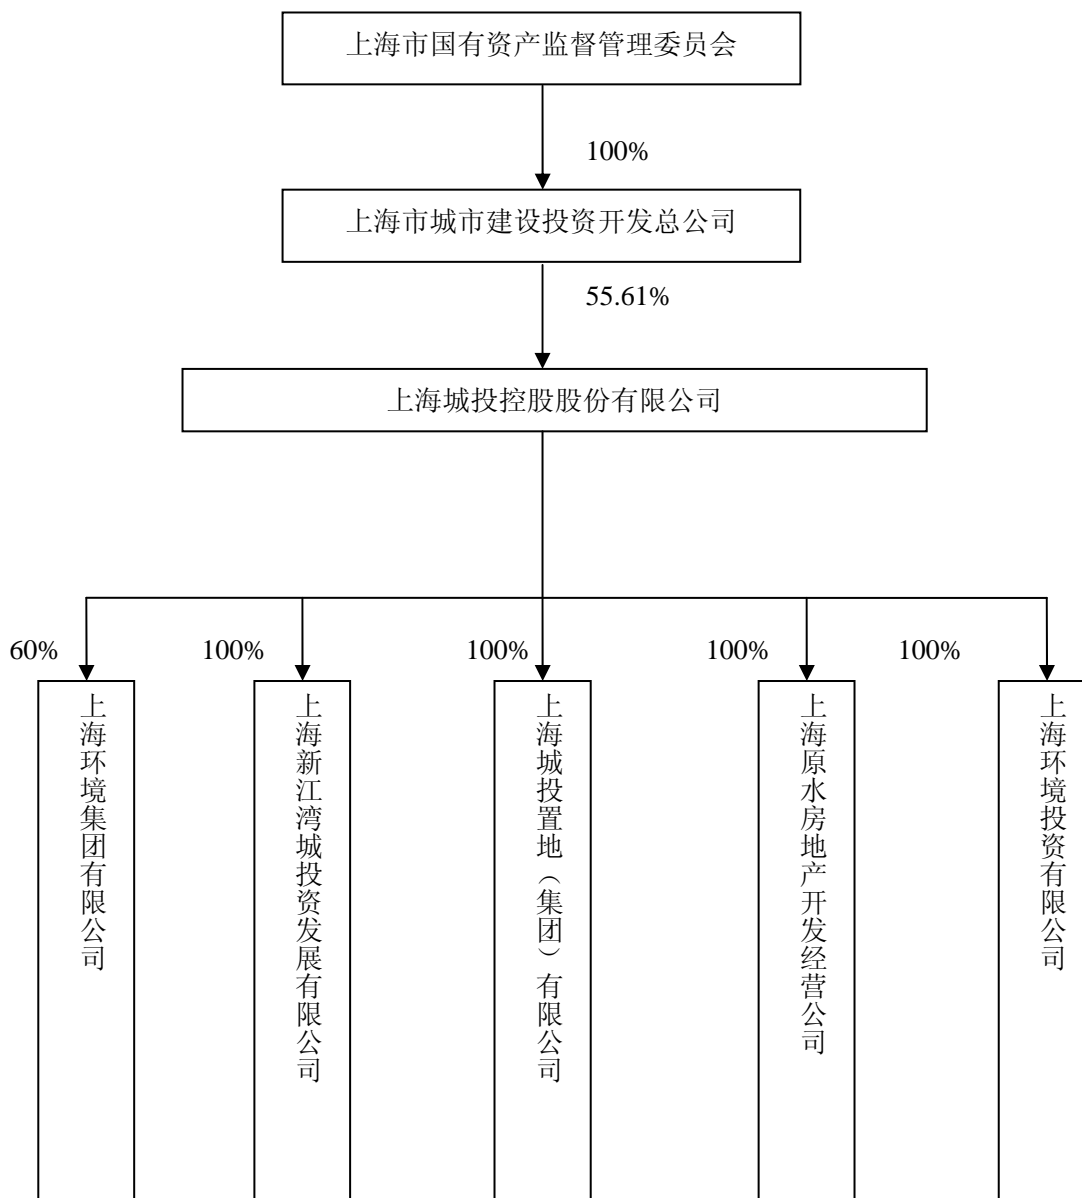 上海市国有资产监督管理委员会
100%
上海市城市建设投资开发总公司
55.61%
上海城投控股股份有限公司
60%
100%
100%
100%
100%
上海环境集团有限公司
上海新江湾城投资发展有限公司
上海城投置地（集团）有限公司
上海原水房地产开发经营公司
上海环境投资有限公司